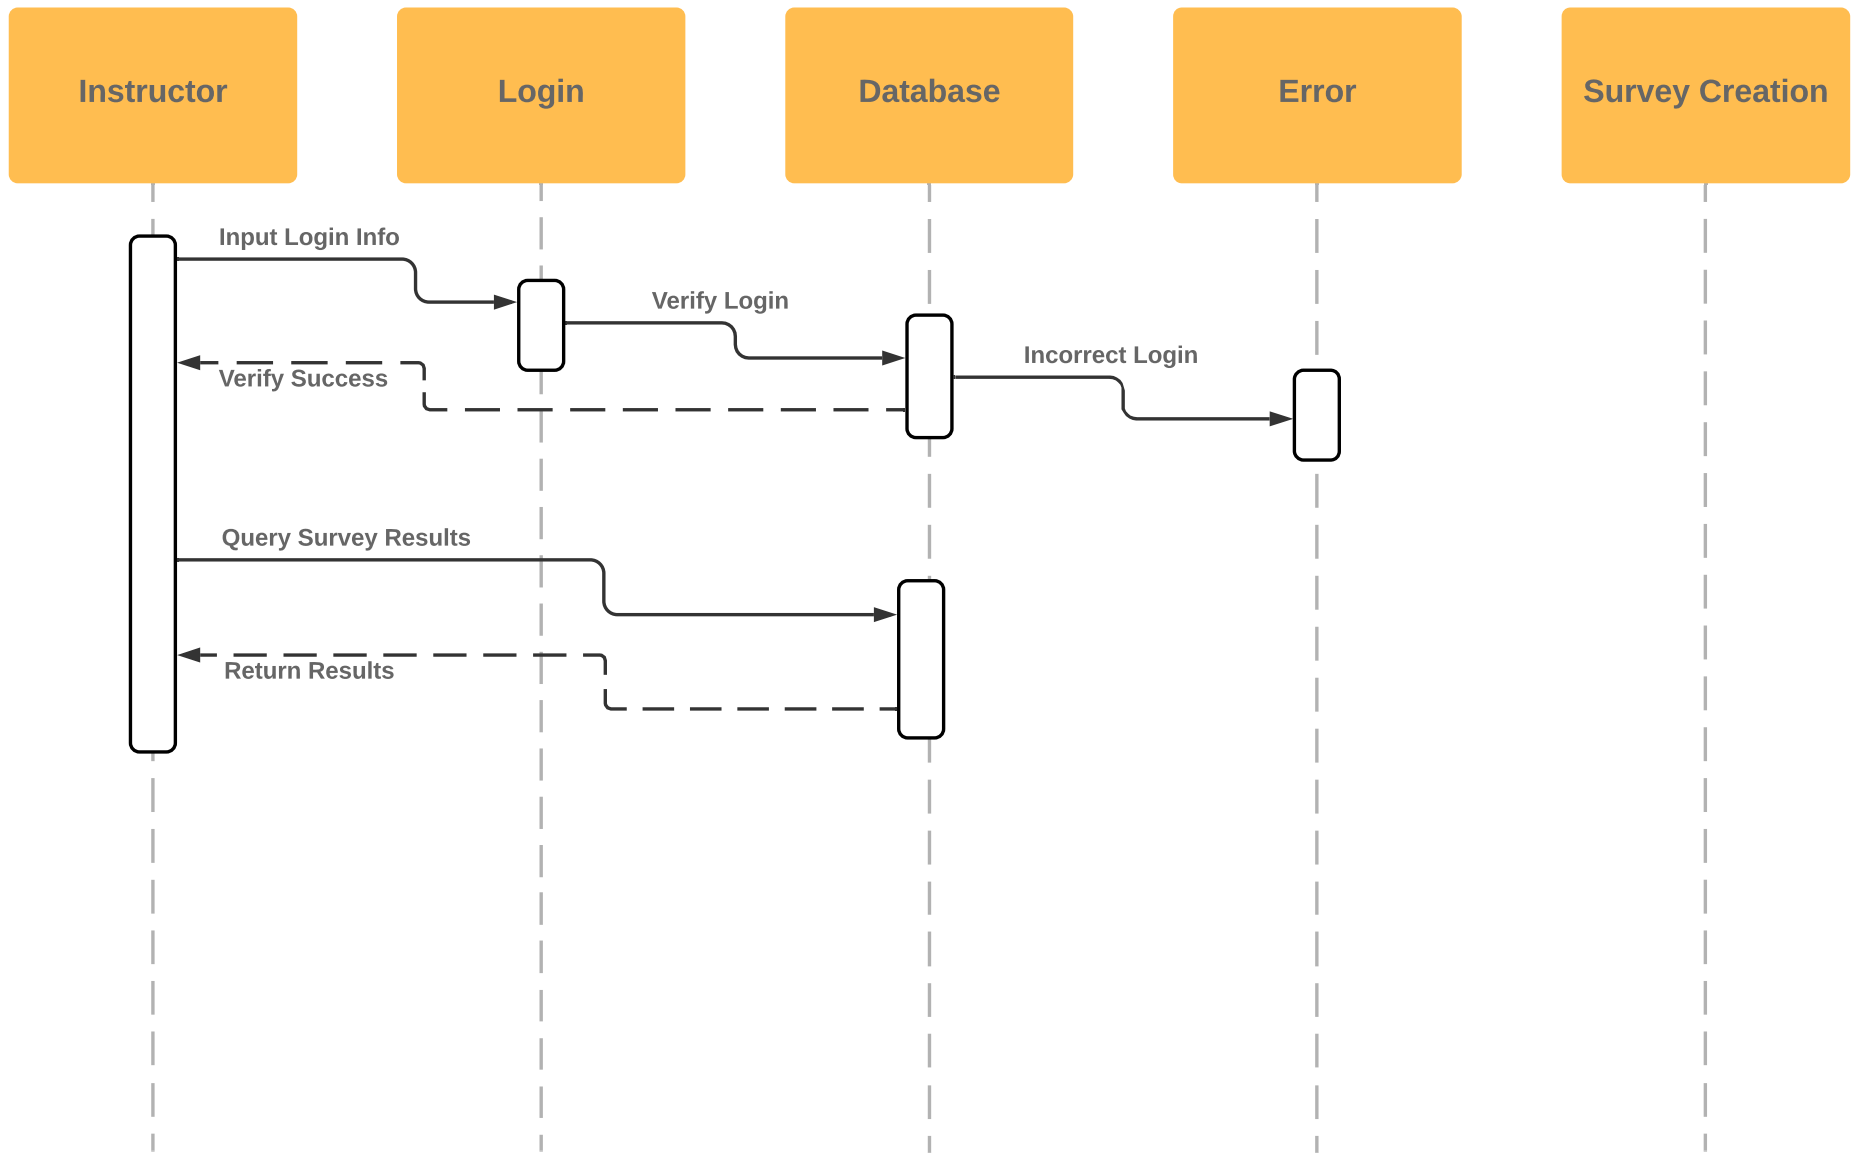 Instructor
Login
Database
Error
Survey Creation
Input Login Info
Verify Login
Incorrect Login
Verify Success
Query Survey Results
Return Results